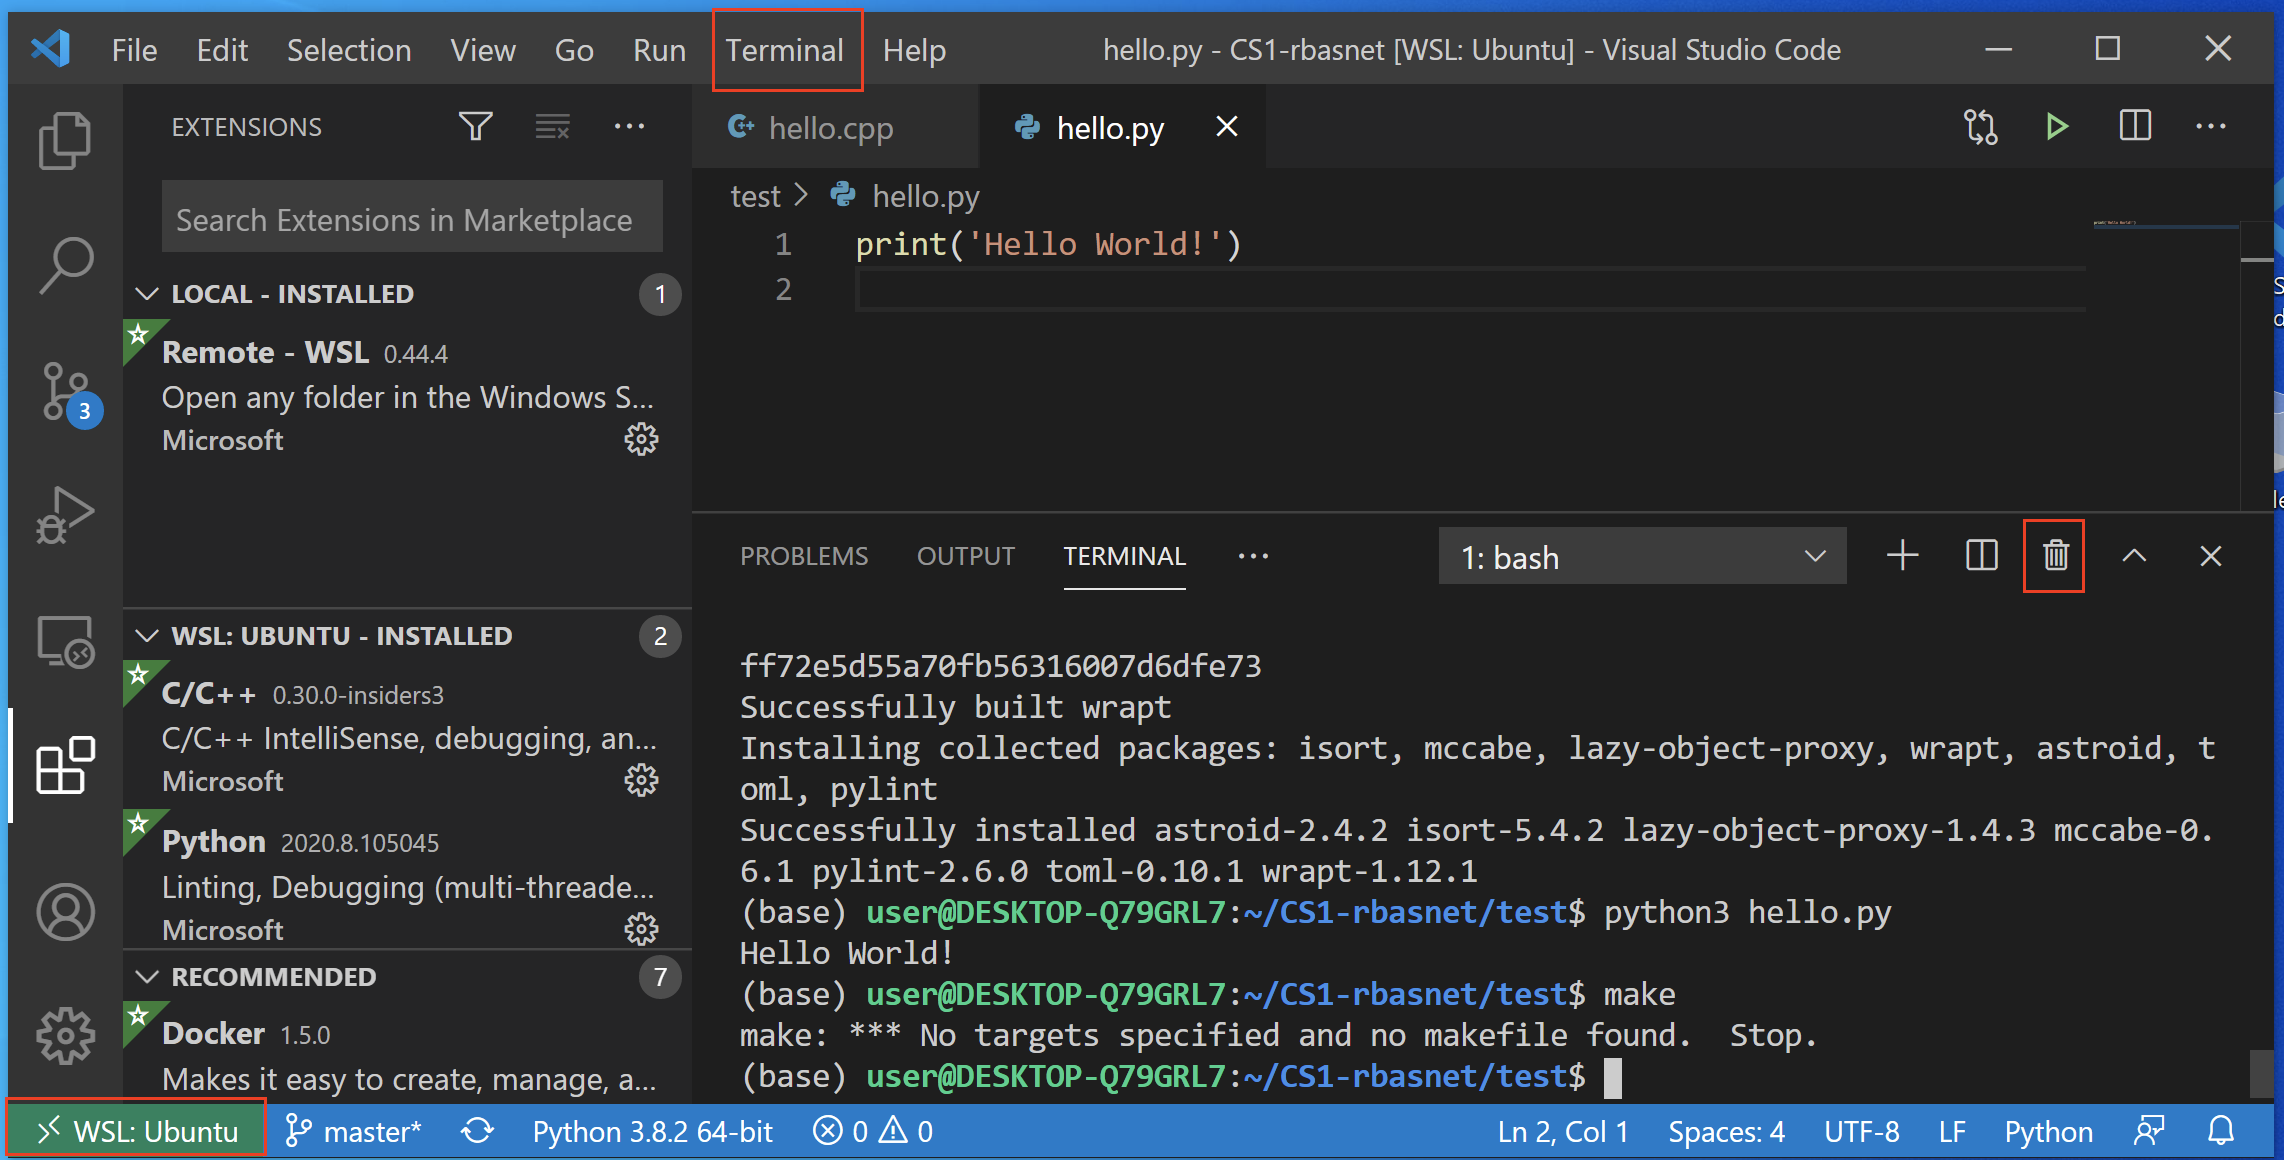 File Edit Selection View Go Run Terminal Help
hello.py - CS1-rbasnet [WSL: Ubuntu] - Visual Studio Code
EXTENSIONS
Search Extensions in Marketplace
LOCAL - INSTALLED 1
Remote - WSL 0.44.4
Open any folder in the Windows S...
Microsoft
3
WSL: UBUNTU - INSTALLED 2
C/C++ 0.30.0-insiders3
C/C++ IntelliSense, debugging, an...
Microsoft
Python 2020.8.105045
Linting, Debugging (multi-threade...
Microsoft
RECOMMENDED 7
Docker 1.5.0
Makes it easy to create, manage, a...
hello.cpp hello.py
test > hello.py
1 print('Hello World!')
2
PROBLEMS OUTPUT TERMINAL ... 1: bash
ff72e5d55a70fb56316007d6dfe73
Successfully built wrapt
Installing collected packages: isort, mccabe, lazy-object-proxy, wrapt, astroid, t
oml, pylint
Successfully installed astroid-2.4.2 isort-5.4.2 lazy-object-proxy-1.4.3 mccabe-0.
6.1 pylint-2.6.0 toml-0.10.1 wrapt-1.12.1
(base) user@DESKTOP-Q79GRL7:~/CS1-rbasnet/test$ python3 hello.py
Hello World!
(base) user@DESKTOP-Q79GRL7:~/CS1-rbasnet/test$ make
make: *** No targets specified and no makefile found.  Stop.
(base) user@DESKTOP-Q79GRL7:~/CS1-rbasnet/test$
WSL: Ubuntu master* Python 3.8.2 64-bit 0 0 Ln 2, Col 1 Spaces: 4 UTF-8 LF Python